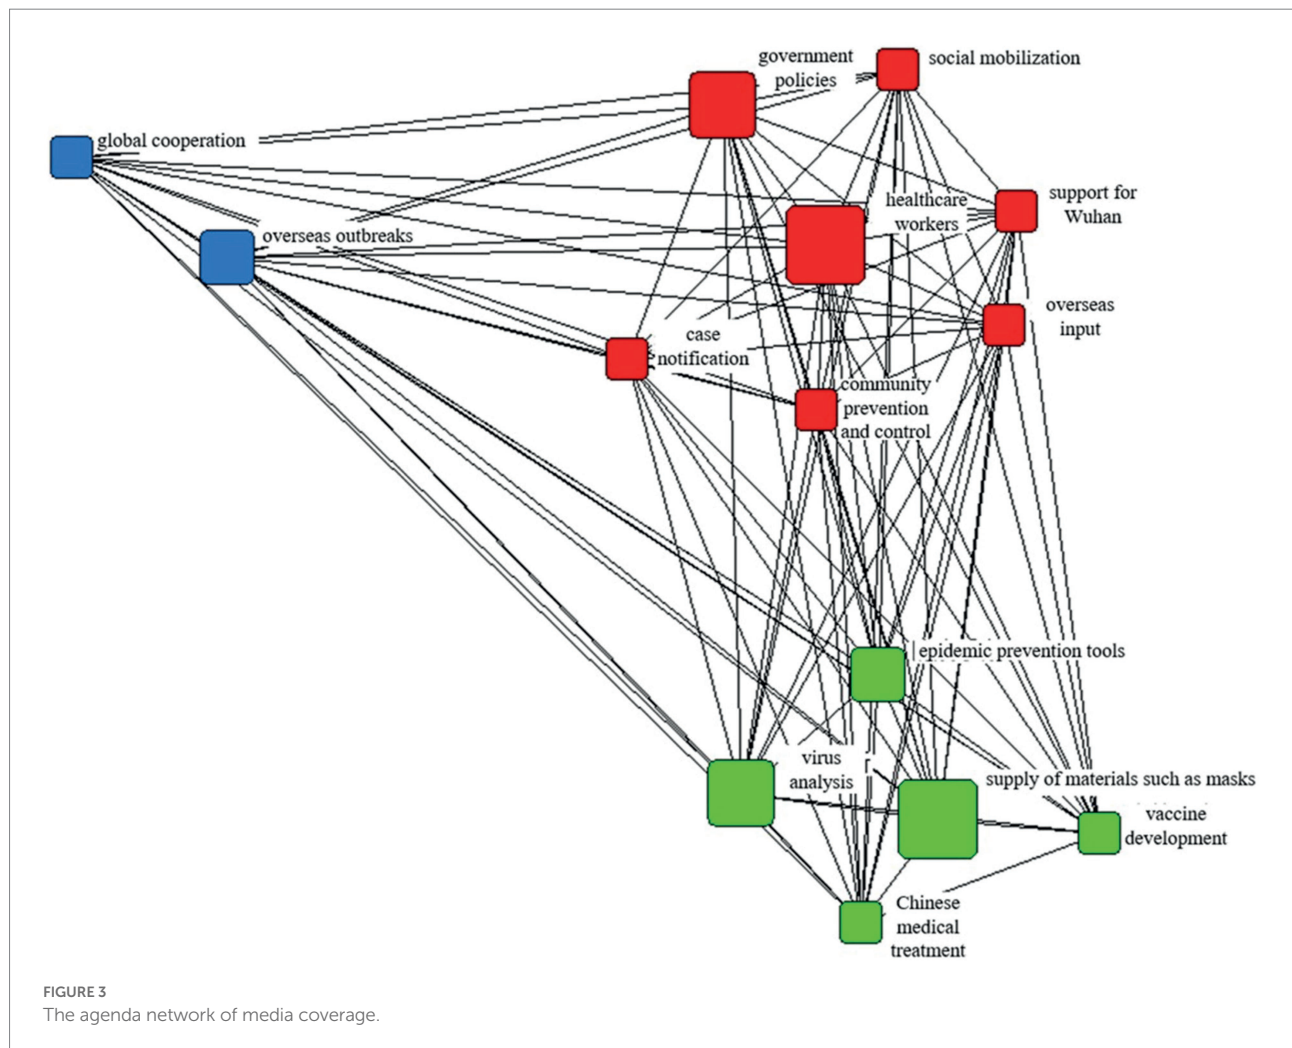 government
policies
social mobilization
global cooperation
support for
Wuhan
healthcare
workers
overseas outbreaks
overseas
input
case
notification
community
prevention
and control
epidemic prevention tools
virus
analysis
supply of materials such as masks
vaccine
development
Chinese
medical
treatment
FIGURE 3
The agenda network of media coverage.